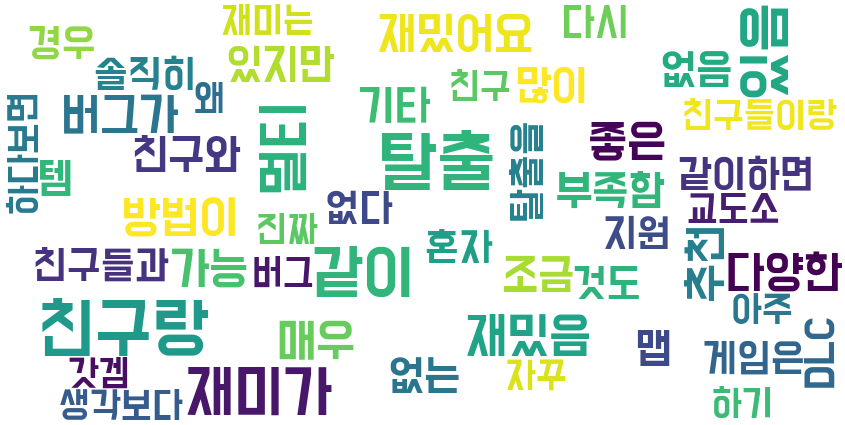 재미는
다시
있음
경우
재밌어요
있지만
없음
솔직히
왜
친구
많이
버그가
기타
친구들이랑
하다보면
멀티
탈출
탈출을
좋은
친구와
템
부족함
같이하면
방법이
없다
교도소
진짜
혼자
지원
추천
친구들과
가능
버그
같이
조금
것도
다양한
친구랑
매우
재밌음
맵
아주
게임은
DLC
갓겜
재미가
없는
자꾸
생각보다
하기